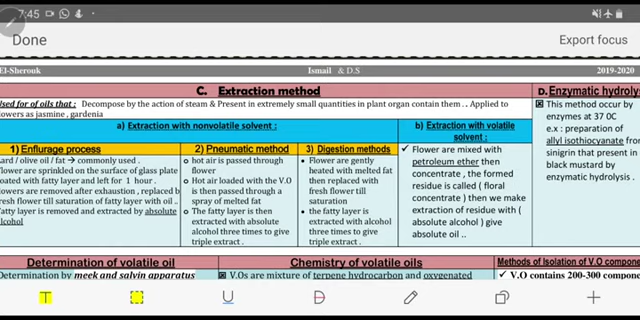 7:45
Done
Export focus
El-Sherouk
Ismail & D.S
2019-2020
C. Extraction method
Used for of oils that : Decompose by the action of steam & Present in extremely small quantities in plant organ contain them . . Applied to
flowers as jasmine , gardenia
a) Extraction with nonvolatile solvent :
1) Enflurage process
Lard / olive oil / fat → commonly used .
flower are sprinkled on the surface of glass plate
coated with fatty layer and left for 1 hour .
flowers are removed after exhaustion , replaced b
fresh flower till saturation of fatty layer with oil ..
Fatty layer is removed and extracted by absolute
alcohol
2) Pneumatic method
o hot air is passed through
flower
o Hot air loaded with the V.O
is then passed through a
spray of melted fat
o The fatty layer is then
extracted with absolute
alcohol three times to give
triple extract .
3) Digestion methods
• Flower are gently
heated with melted fat
then replaced with
fresh flower till
saturation
• the fatty layer is
extracted with alcohol
three times to give
triple extract .
b) Extraction with volatile
solvent :
✓ Flower are mixed with
petroleum ether then
concentrate , the formed
residue is called ( floral
concentrate ) then we make
extraction of residue with (
absolute alcohol ) give
absolute oil ..
D. Enzymatic hydroly
This method occur by
enzymes at 37 0C
e.x : preparation of
allyl isothiocyanate fro
sinigrin that present in
black mustard by
enzymatic hydrolysis .
Determination of volatile oil
Determination by meek and salvin apparatus
Chemistry of volatile oils
V.Os are mixture of terpene hydrocarbon and oxygenated
Methods of Isolation of V.O compone
✓ V.O contains 200-300 compone
T
U
D